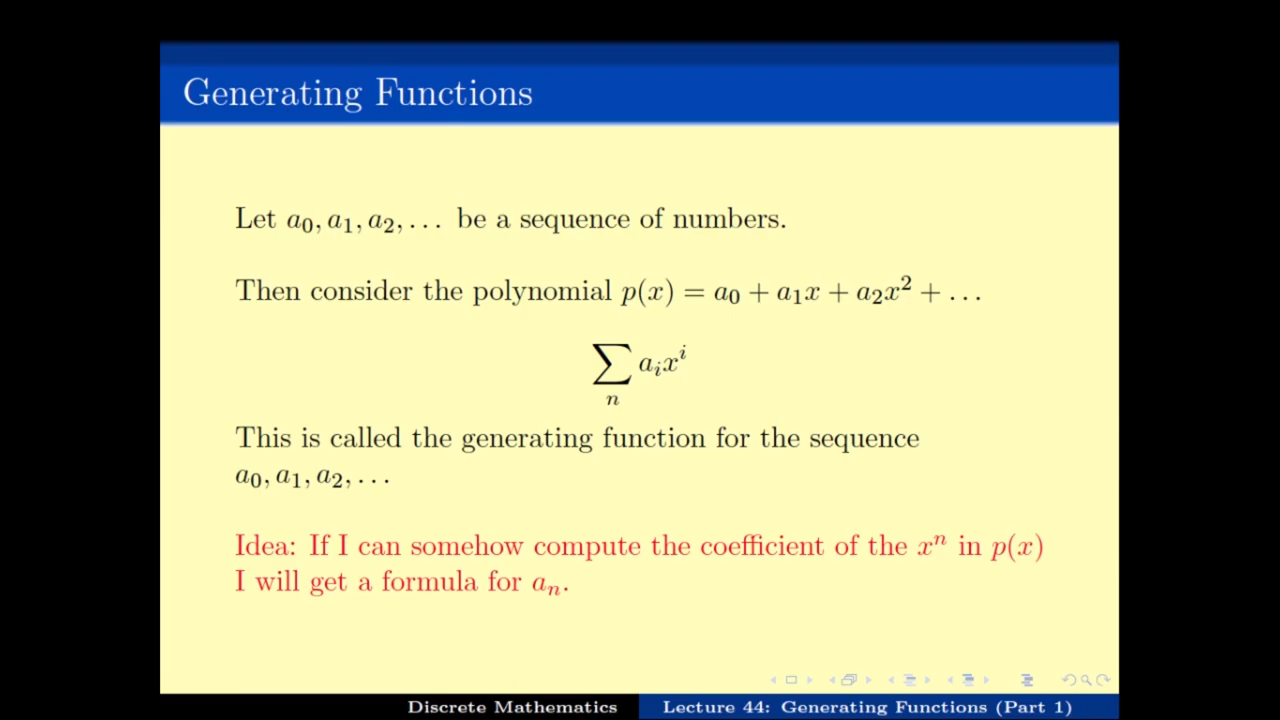 Generating Functions
Let a₀, a₁, a₂, . . . be a sequence of numbers.
Then consider the polynomial p(x) = a₀ + a₁x + a₂x² + . . .
∑ₙ aᵢxⁱ
This is called the generating function for the sequence
a₀, a₁, a₂, . . .
Idea: If I can somehow compute the coefficient of the xⁿ in p(x)
I will get a formula for aₙ.
Discrete Mathematics Lecture 44: Generating Functions (Part 1)